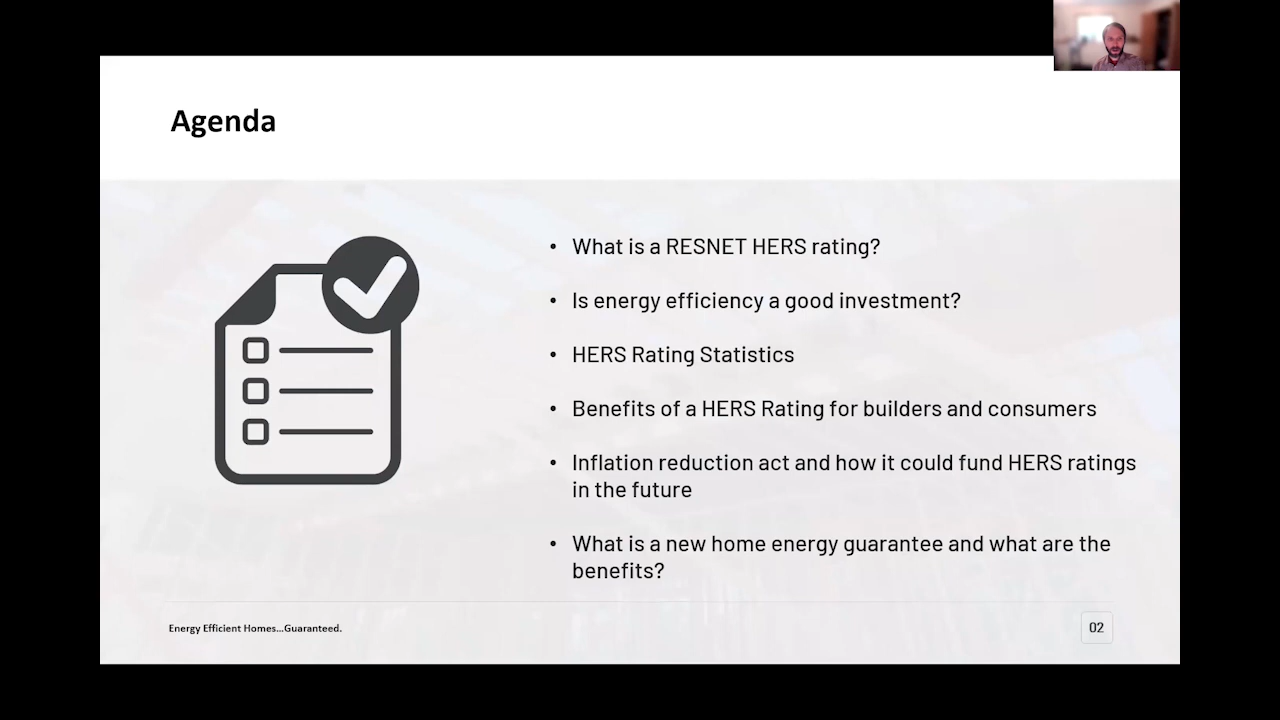 Agenda
• What is a RESNET HERS rating?
• Is energy efficiency a good investment?
• HERS Rating Statistics
• Benefits of a HERS Rating for builders and consumers
• Inflation reduction act and how it could fund HERS ratings
in the future
• What is a new home energy guarantee and what are the
benefits?
Energy Efficient Homes...Guaranteed.
02